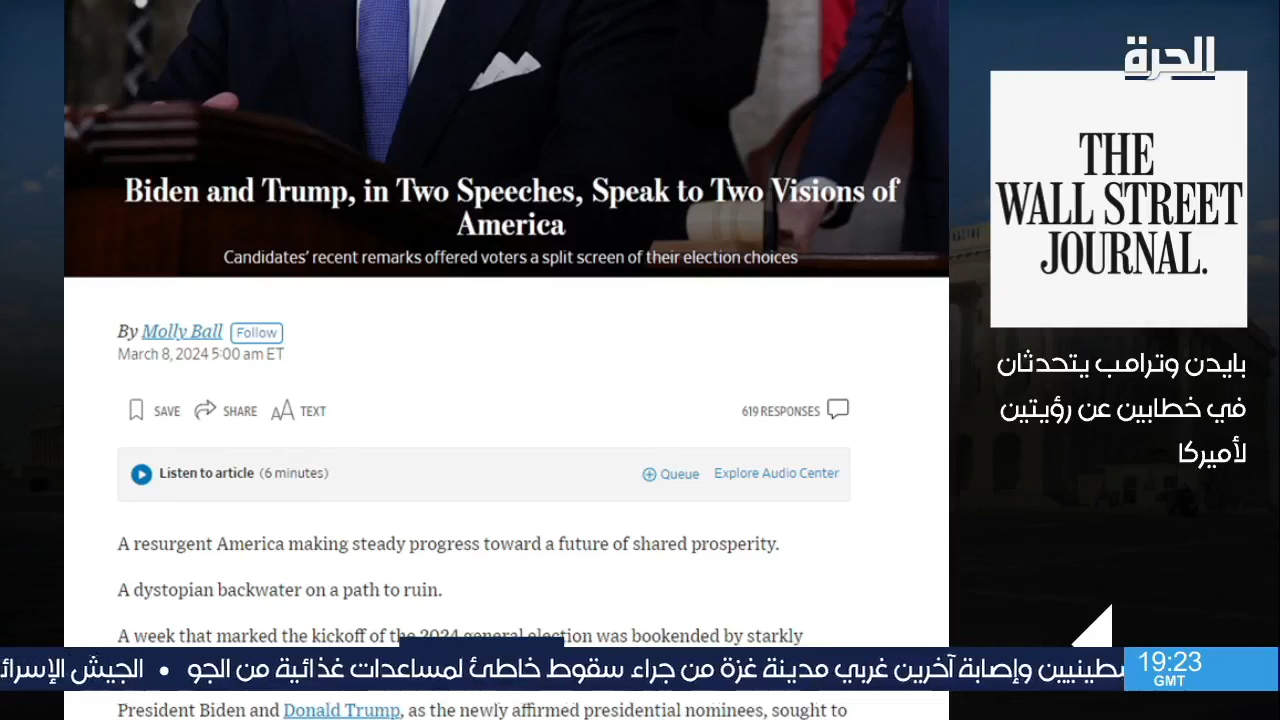 الحرة
Biden and Trump, in Two Speeches, Speak to Two Visions of
America
Candidates' recent remarks offered voters a split screen of their election choices
By Molly Ball Follow
March 8, 2024 5:00 am ET
SAVE SHARE AA TEXT
619 RESPONSES
Listen to article (6 minutes)
Queue Explore Audio Center
A resurgent America making steady progress toward a future of shared prosperity.
A dystopian backwater on a path to ruin.
A week that marked the kickoff of the 2024 general election was bookended by starkly
President Biden and Donald Trump, as the newly affirmed presidential nominees, sought to
THE
WALL STREET
JOURNAL.
بايدن وترامب يتحدثان
في خطابين عن رؤيتين
لأميركا
وإصابة آخرين غربي مدينة غزة من جراء سقوط خاطئ لمساعدات غذائية من الجو • الجيش
19:23
GMT